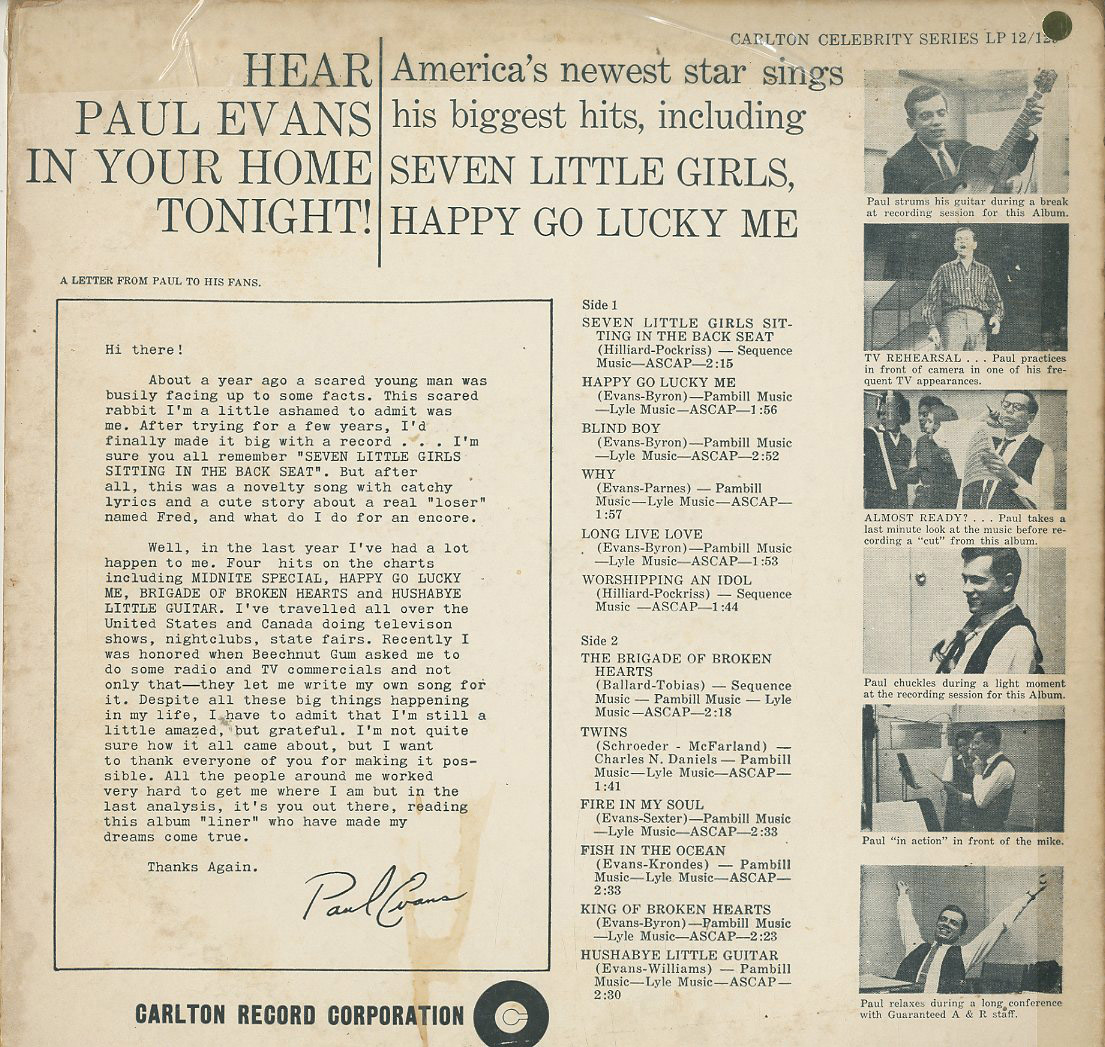 CARLTON CELEBRITY SERIES LP 12/
HEAR
PAUL EVANS
IN YOUR HOME
TONIGHT!
America's newest star sings
his biggest hits, including
SEVEN LITTLE GIRLS,
HAPPY GO LUCKY ME
A LETTER FROM PAUL TO HIS FANS.
Hi there!
About a year ago a scared young man was
busily facing up to some facts. This scared
rabbit I'm a little ashamed to admit was
me. After trying for a few years, I'd
finally made it big with a record . . . I'm
sure you all remember "SEVEN LITTLE GIRLS
SITTING IN THE BACK SEAT". But after
all, this was a novelty song with catchy
lyrics and a cute story about a real "loser"
named Fred, and what do I do for an encore.
Well, in the last year I've had a lot
happen to me. Four hits on the charts
including MIDNITE SPECIAL, HAPPY GO LUCKY
ME, BRIGADE OF BROKEN HEARTS and HUSHABYE
LITTLE GUITAR. I've travelled all over the
United States and Canada doing televison
shows, nightclubs, state fairs. Recently I
was honored when Beechnut Gum asked me to
do some radio and TV commercials and not
only that—they let me write my own song for
it. Despite all these big things happening
in my life, I have to admit that I'm still a
little amazed, but grateful. I'm not quite
sure how it all came about, but I want
to thank everyone of you for making it pos-
sible. All the people around me worked
very hard to get me where I am but in the
last analysis, it's you out there, reading
this album "liner" who have made my
dreams come true.
Thanks Again.
Paul Evans
CARLTON RECORD CORPORATION
Side 1
SEVEN LITTLE GIRLS SIT-
TING IN THE BACK SEAT
(Hilliard-Pockriss) — Sequence
Music—ASCAP—2:15
HAPPY GO LUCKY ME
(Evans-Byron)—Pambill Music
—Lyle Music—ASCAP—1:56
BLIND BOY
(Evans-Byron)—Pambill Music
—Lyle Music—ASCAP—2:52
WHY
(Evans-Parnes) — Pambill
Music—Lyle Music—ASCAP—
1:57
LONG LIVE LOVE
(Evans-Byron)—Pambill Music
—Lyle Music—ASCAP—1:53
WORSHIPPING AN IDOL
(Hilliard-Pockriss) — Sequence
Music —ASCAP—1:44
Side 2
THE BRIGADE OF BROKEN
HEARTS
(Ballard-Tobias) — Sequence
Music — Pambill Music — Lyle
Music—ASCAP—2:18
TWINS
(Schroeder - McFarland) —
Charles N. Daniels — Pambill
Music—Lyle Music—ASCAP—
1:41
FIRE IN MY SOUL
(Evans-Sexter)—Pambill Music
—Lyle Music—ASCAP—2:33
FISH IN THE OCEAN
(Evans-Krondes) — Pambill
Music—Lyle Music—ASCAP—
2:33
KING OF BROKEN HEARTS
(Evans-Byron)—Pambill Music
—Lyle Music—ASCAP—2:23
HUSHABYE LITTLE GUITAR
(Evans-Williams) — Pambill
Music—Lyle Music—ASCAP—
2:30
Paul strums his guitar during a break
at recording session for this Album.
TV REHEARSAL . . . Paul practices
in front of camera in one of his fre-
quent TV appearances.
ALMOST READY? . . . Paul takes a
last minute look at the music before re-
cording a "cut" from this album.
Paul chuckles during a light moment
at the recording session for this Album.
Paul "in action" in front of the mike.
Paul relaxes during a long conference
with Guaranteed A & R staff.